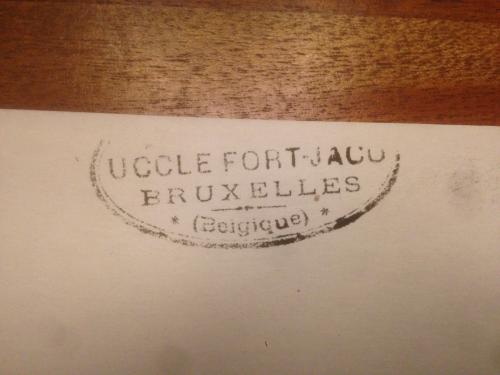 UCCLE FORT-JACO
BRUXELLES
* (Belgique) *